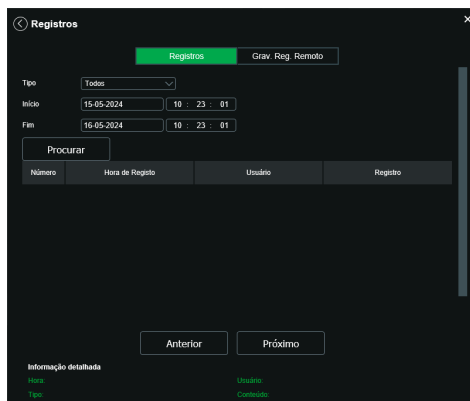 Registros
Registros Grav. Reg. Remoto
Tipo Todos
Início 15-05-2024 10 : 23 : 01
Fim 16-05-2024 10 : 23 : 01
Procurar
Número Hora de Registo Usuário Registro
Anterior Próximo
Informação detalhada
Hora: Usuário:
Tipo: Conteúdo: